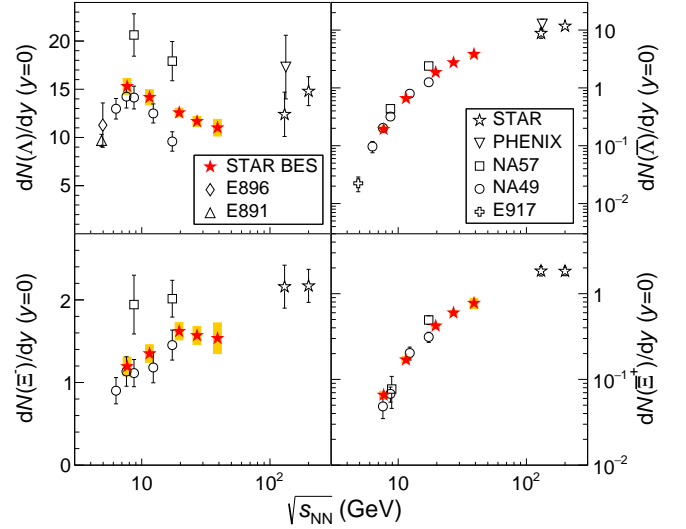 dN(Λ)/dy (y=0)
20
15
10
5
STAR BES
E896
E891
10
1
10⁻¹
10⁻²
dN(Λ̅)/dy (y=0)
STAR
PHENIX
NA57
NA49
E917
dN(Ξ⁻)/dy (y=0)
2
1
0
1
10⁻¹
10⁻²
dN(Ξ̅⁺)/dy (y=0)
10
10²
10
10²
√sNN (GeV)